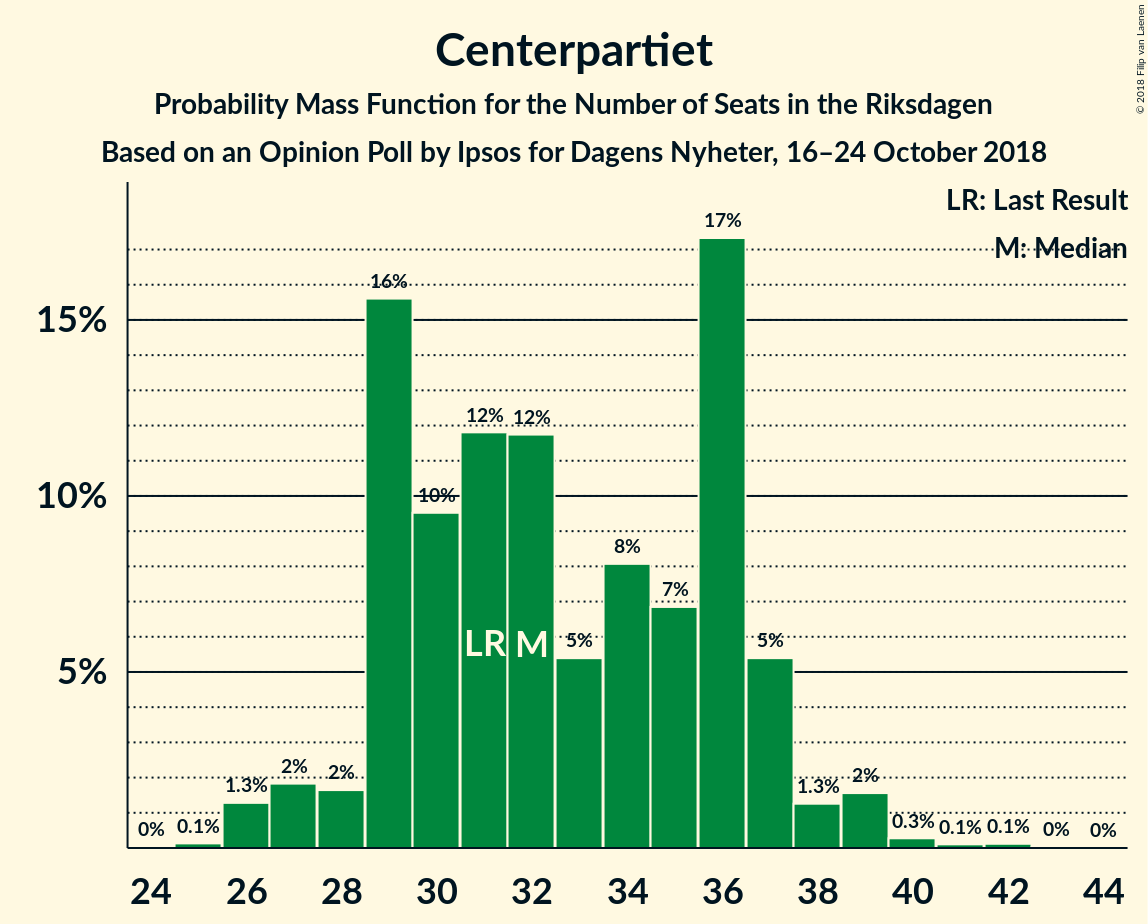 Centerpartiet
Probability Mass Function for the Number of Seats in the Riksdagen
Based on an Opinion Poll by Ipsos for Dagens Nyheter, 16–24 October 2018
© 2018 Filip van Laenen
LR: Last Result
M: Median
15%
10%
5%
0%
0.1%
1.3%
2%
2%
16%
10%
12%
12%
5%
8%
7%
17%
5%
1.3%
2%
0.3%
0.1%
0.1%
0%
0%
LR
M
24 26 28 30 32 34 36 38 40 42 44